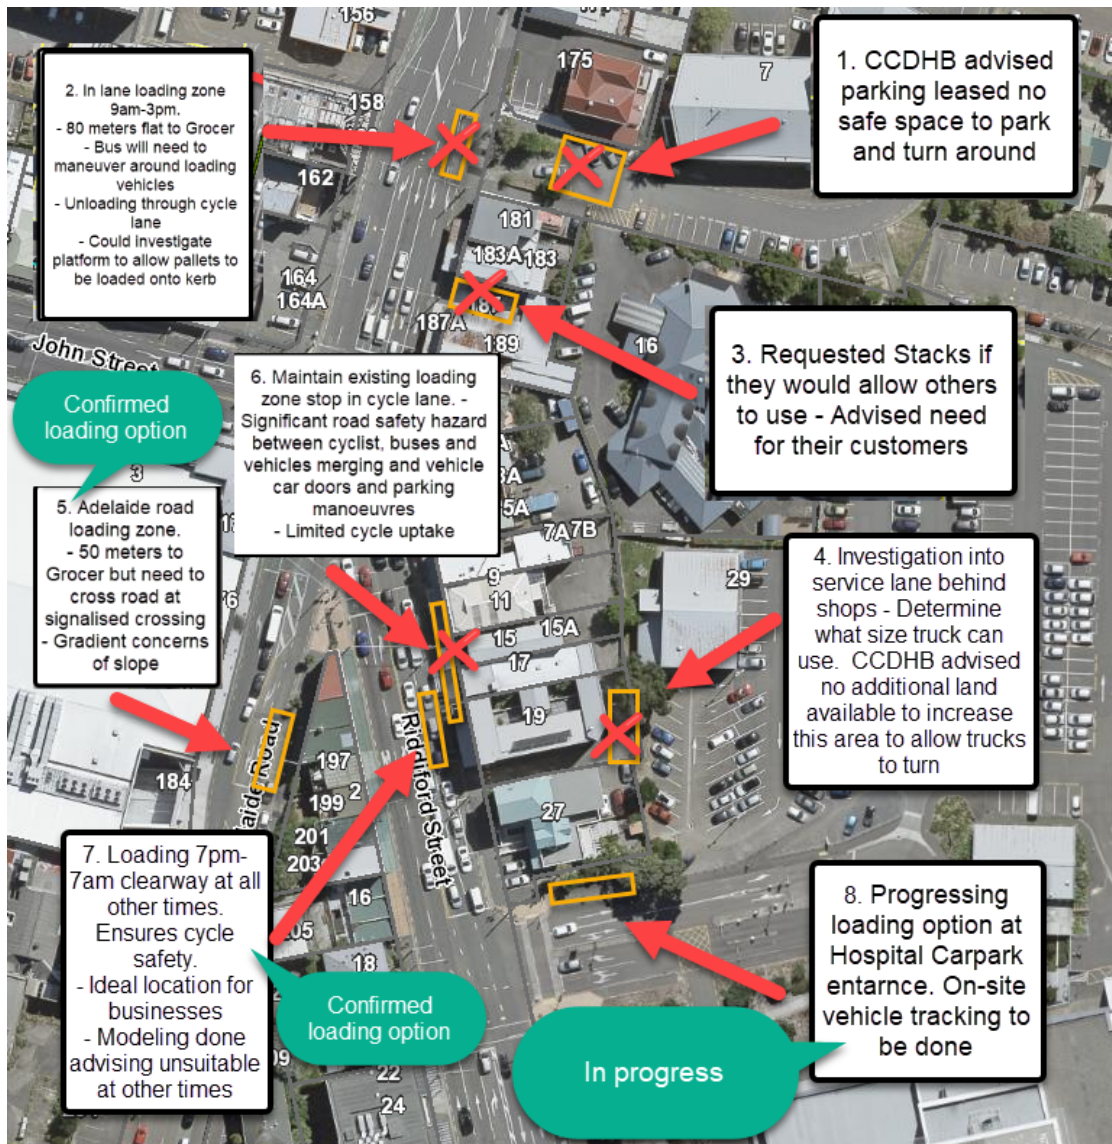 156
175
7
1. CCDHB advised
parking leased no
safe space to park
and turn around
2. In lane loading zone
9am-3pm.
- 80 meters flat to Grocer
- Bus will need to
maneuver around loading
vehicles
- Unloading through cycle
lane
- Could investigate
platform to allow pallets to
be loaded onto kerb
158
162
181
183A
183
164
164A
187
187A
189
16
John Street
3. Requested Stacks if
they would allow others
to use - Advised need
for their customers
Confirmed
loading option
6. Maintain existing loading
zone stop in cycle lane. -
Significant road safety hazard
between cyclist, buses and
vehicles merging and vehicle
car doors and parking
manoeuvres
- Limited cycle uptake
3
5. Adelaide road
loading zone.
- 50 meters to
Grocer but need to
cross road at
signalised crossing
- Gradient concerns
of slope
5A
7A
7B
9
11
15
15A
17
19
29
4. Investigation into
service lane behind
shops - Determine
what size truck can
use.  CCDHB advised
no additional land
available to increase
this area to allow trucks
to turn
184
aide Road
197
2
199
201
203
Riddiford Street
27
16
205
18
7. Loading 7pm-
7am clearway at all
other times.
Ensures cycle
safety.
- Ideal location for
businesses
- Modeling done
advising unsuitable
at other times
Confirmed
loading option
8. Progressing
loading option at
Hospital Carpark
entarnce. On-site
vehicle tracking to
be done
In progress
22
24